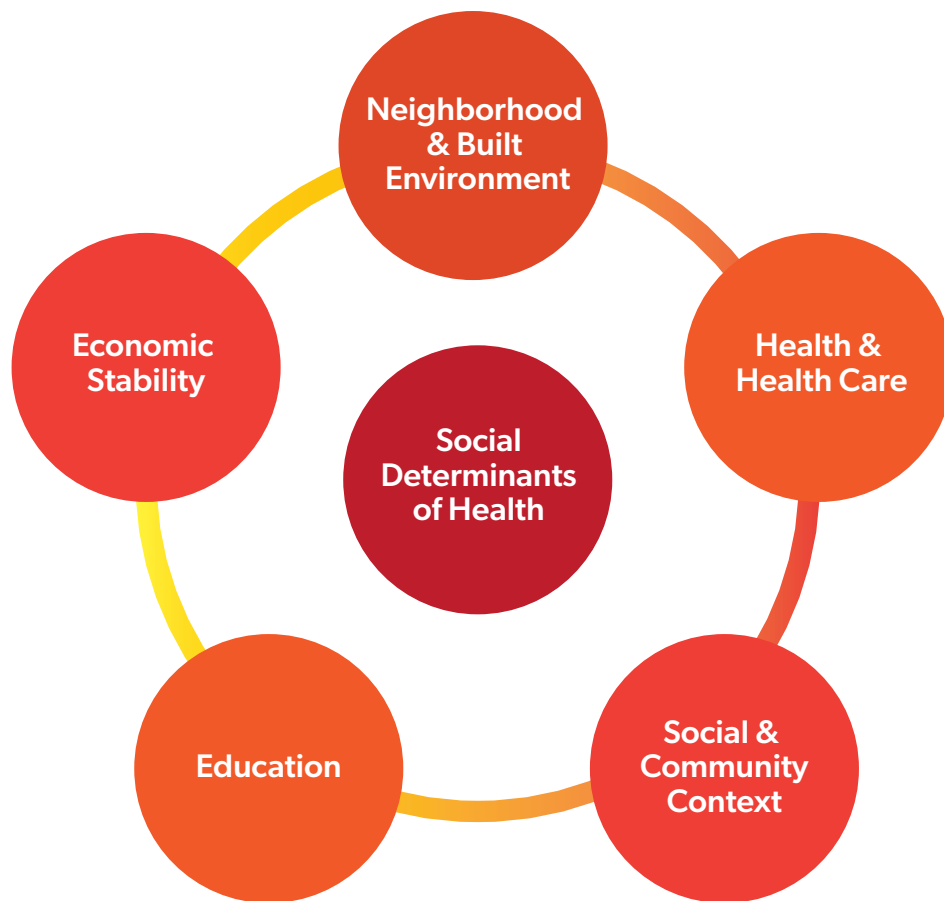 Neighborhood
& Built
Environment
Economic
Stability
Health &
Health Care
Social
Determinants
of Health
Education
Social &
Community
Context